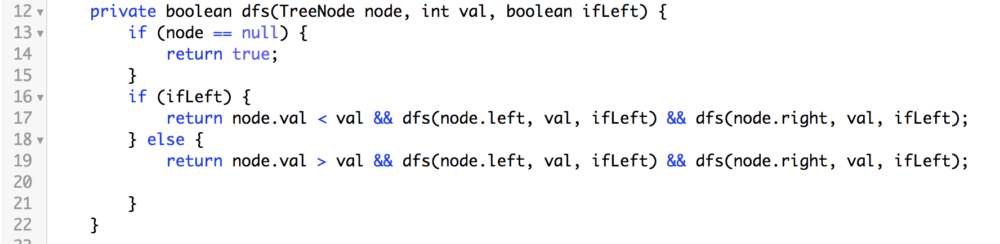 12 private boolean dfs(TreeNode node, int val, boolean ifLeft) {
13 if (node == null) {
14 return true;
15 }
16 if (ifLeft) {
17 return node.val < val && dfs(node.left, val, ifLeft) && dfs(node.right, val, ifLeft);
18 } else {
19 return node.val > val && dfs(node.left, val, ifLeft) && dfs(node.right, val, ifLeft);
20
21 }
22 }